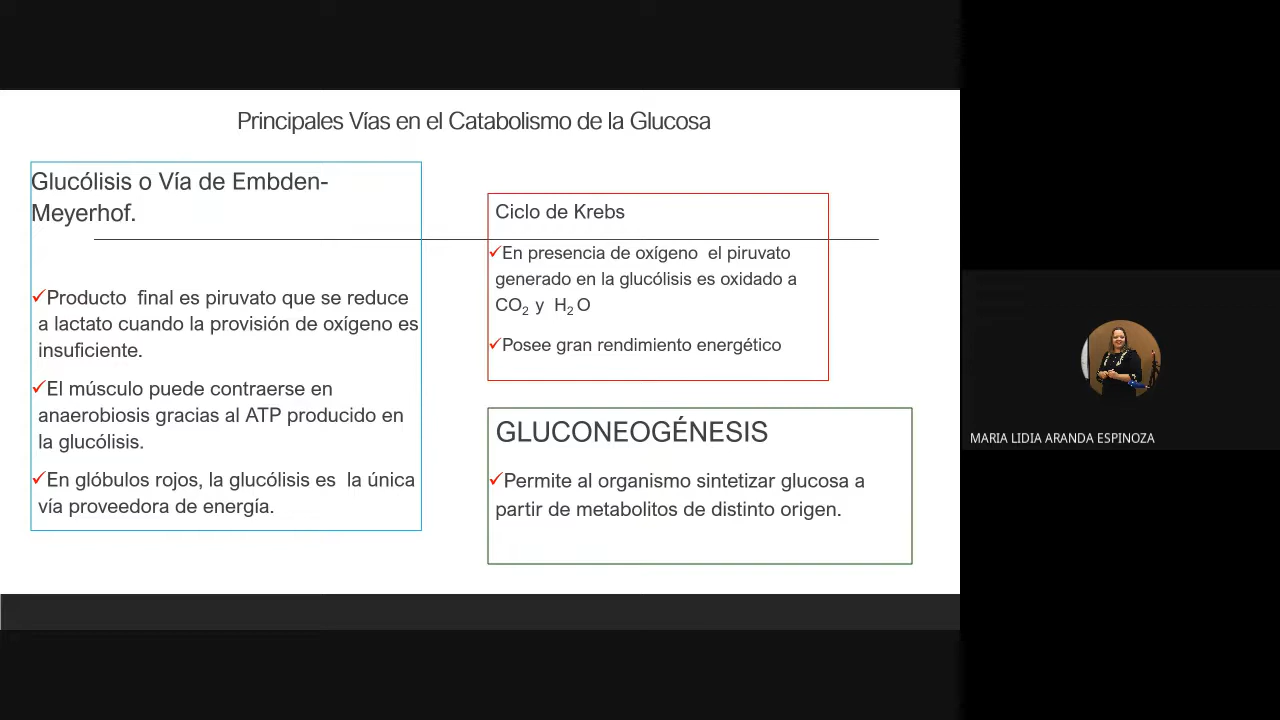 Principales Vías en el Catabolismo de la Glucosa
Glucólisis o Vía de Embden-
Meyerhof.
✓Producto final es piruvato que se reduce
a lactato cuando la provisión de oxígeno es
insuficiente.
✓El músculo puede contraerse en
anaerobiosis gracias al ATP producido en
la glucólisis.
✓En glóbulos rojos, la glucólisis es la única
vía proveedora de energía.
Ciclo de Krebs
✓En presencia de oxígeno el piruvato
generado en la glucólisis es oxidado a
CO₂ y H₂O
✓Posee gran rendimiento energético
GLUCONEOGÉNESIS
✓Permite al organismo sintetizar glucosa a
partir de metabolitos de distinto origen.
MARIA LIDIA ARANDA ESPINOZA